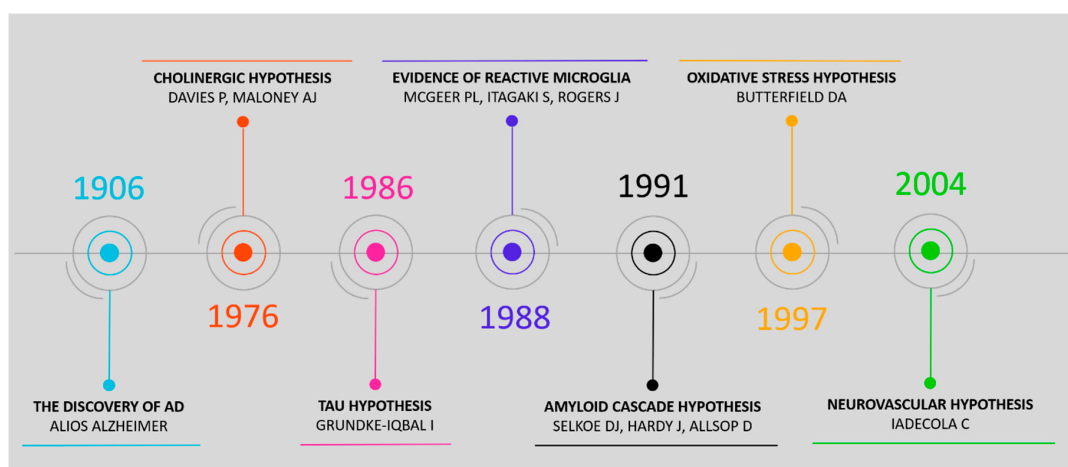 CHOLINERGIC HYPOTHESIS
DAVIES P, MALONEY AJ
EVIDENCE OF REACTIVE MICROGLIA
MCGEER PL, ITAGAKI S, ROGERS J
OXIDATIVE STRESS HYPOTHESIS
BUTTERFIELD DA
1906
1986
1991
2004
1976
1988
1997
THE DISCOVERY OF AD
ALIOS ALZHEIMER
TAU HYPOTHESIS
GRUNDKE-IQBAL I
AMYLOID CASCADE HYPOTHESIS
SELKOE DJ, HARDY J, ALLSOP D
NEUROVASCULAR HYPOTHESIS
IADECOLA C